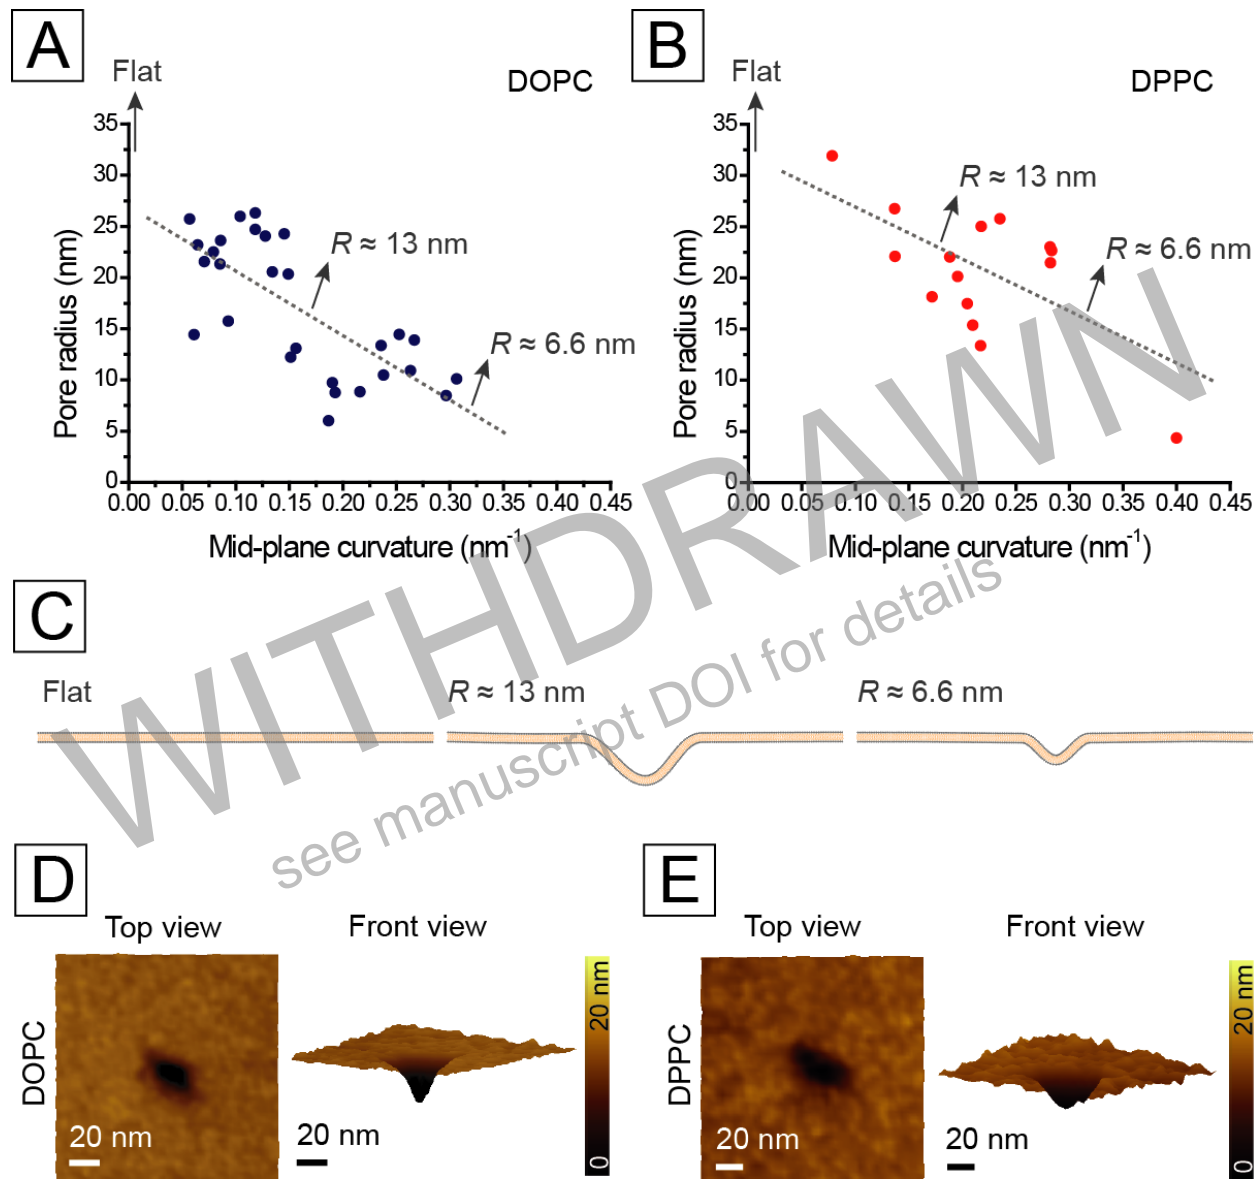 A
Flat
DOPC
35
30
25
20
15
10
5
0
Pore radius (nm)
R ≈ 13 nm
R ≈ 6.6 nm
0.00 0.05 0.10 0.15 0.20 0.25 0.30 0.35 0.40 0.45
Mid-plane curvature (nm⁻¹)
B
Flat
DPPC
35
30
25
20
15
10
5
0
Pore radius (nm)
R ≈ 13 nm
R ≈ 6.6 nm
0.00 0.05 0.10 0.15 0.20 0.25 0.30 0.35 0.40 0.45
Mid-plane curvature (nm⁻¹)
WITHDRAWN
see manuscript DOI for details
C
Flat
R ≈ 13 nm
R ≈ 6.6 nm
D
Top view
Front view
DOPC
20 nm
20 nm
20 nm
0
E
Top view
Front view
DPPC
20 nm
20 nm
20 nm
0